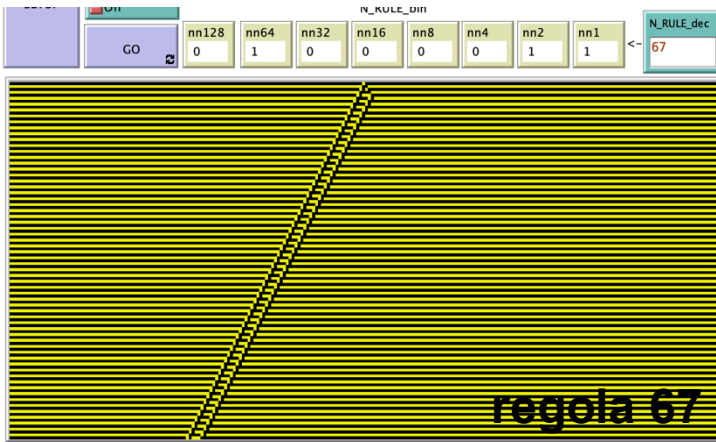 On
N_RULE_bin
GO
nn128 nn64 nn32 nn16 nn8 nn4 nn2 nn1
0 1 0 0 0 0 1 1
<-
N_RULE_dec
67
regola 67